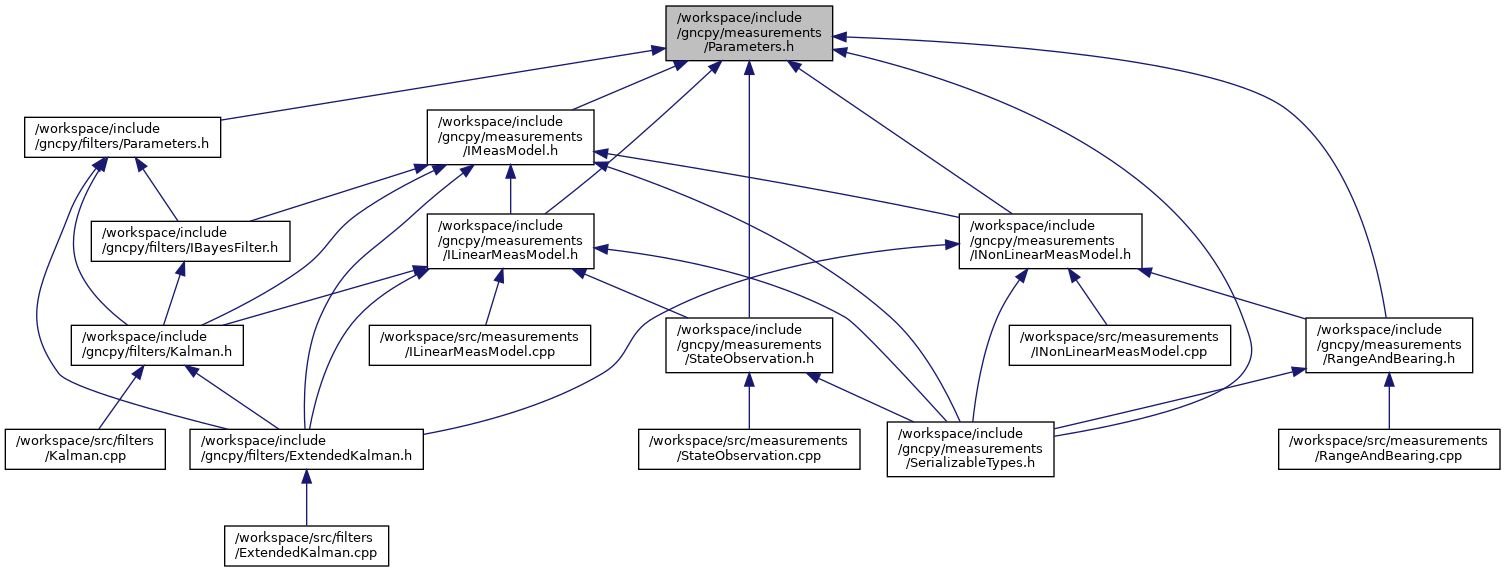 /workspace/include
/gncpy/measurements
/Parameters.h
/workspace/include
/gncpy/filters/Parameters.h
/workspace/include
/gncpy/measurements
/IMeasModel.h
/workspace/include
/gncpy/filters/IBayesFilter.h
/workspace/include
/gncpy/measurements
/ILinearMeasModel.h
/workspace/include
/gncpy/measurements
/INonLinearMeasModel.h
/workspace/include
/gncpy/filters/Kalman.h
/workspace/src/measurements
/ILinearMeasModel.cpp
/workspace/include
/gncpy/measurements
/StateObservation.h
/workspace/src/measurements
/INonLinearMeasModel.cpp
/workspace/include
/gncpy/measurements
/RangeAndBearing.h
/workspace/src/filters
/Kalman.cpp
/workspace/include
/gncpy/filters/ExtendedKalman.h
/workspace/src/measurements
/StateObservation.cpp
/workspace/include
/gncpy/measurements
/SerializableTypes.h
/workspace/src/measurements
/RangeAndBearing.cpp
/workspace/src/filters
/ExtendedKalman.cpp